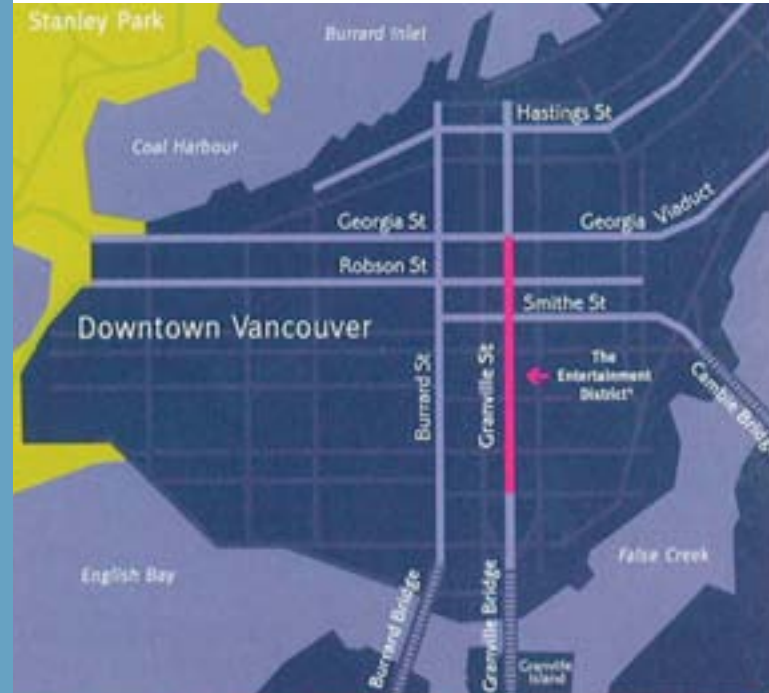 Stanley Park
Burrard Inlet
Hastings St
Coal Harbour
Georgia St
Georgia Viaduct
Robson St
Smithe St
Downtown Vancouver
Burrard St
Granville St
The
Entertainment
District"
Cambie Bridge
English Bay
False Creek
Burrard Bridge
Granville Bridge
Granville
Island